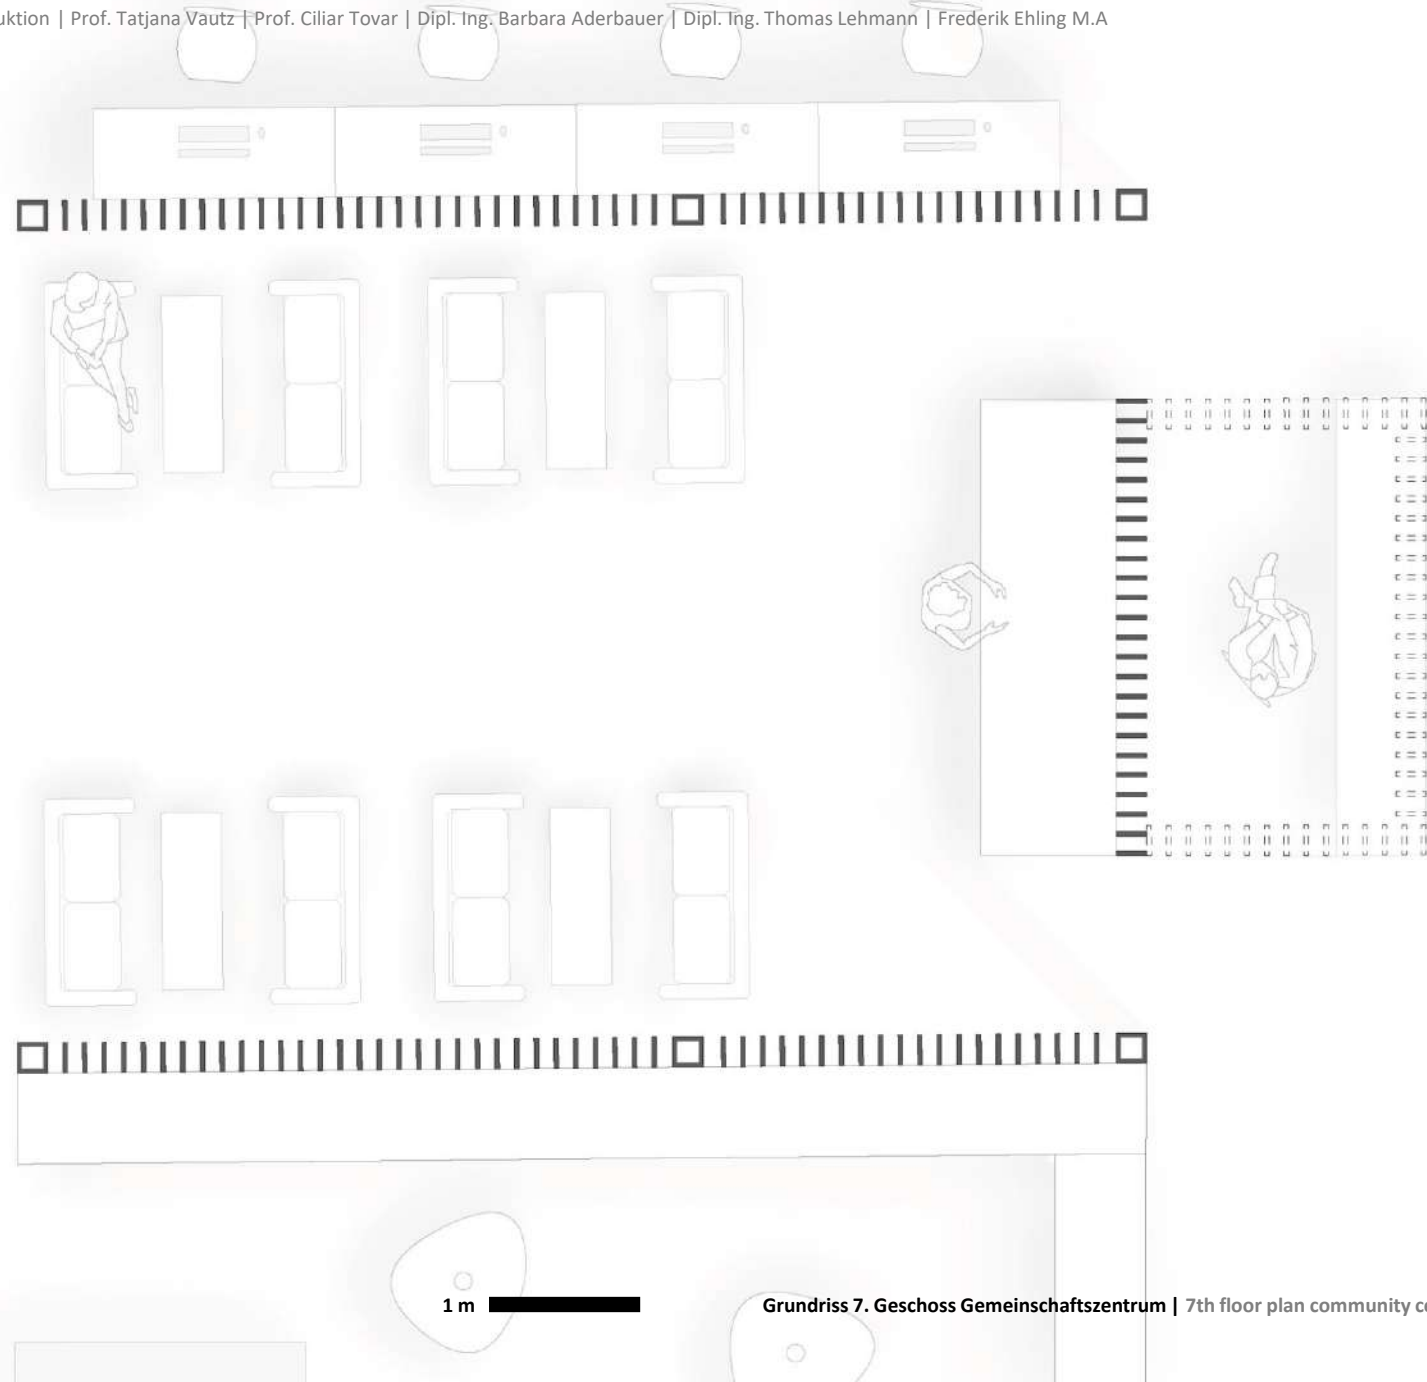 | Prof. Tatjana Vautz | Prof. Ciliar Tovar | Dipl. Ing. Barbara Aderbauer | Dipl. Ing. Thomas Lehmann | Frederik Ehling M.A
1 m
Grundriss 7. Geschoss Gemeinschaftszentrum | 7th floor plan community